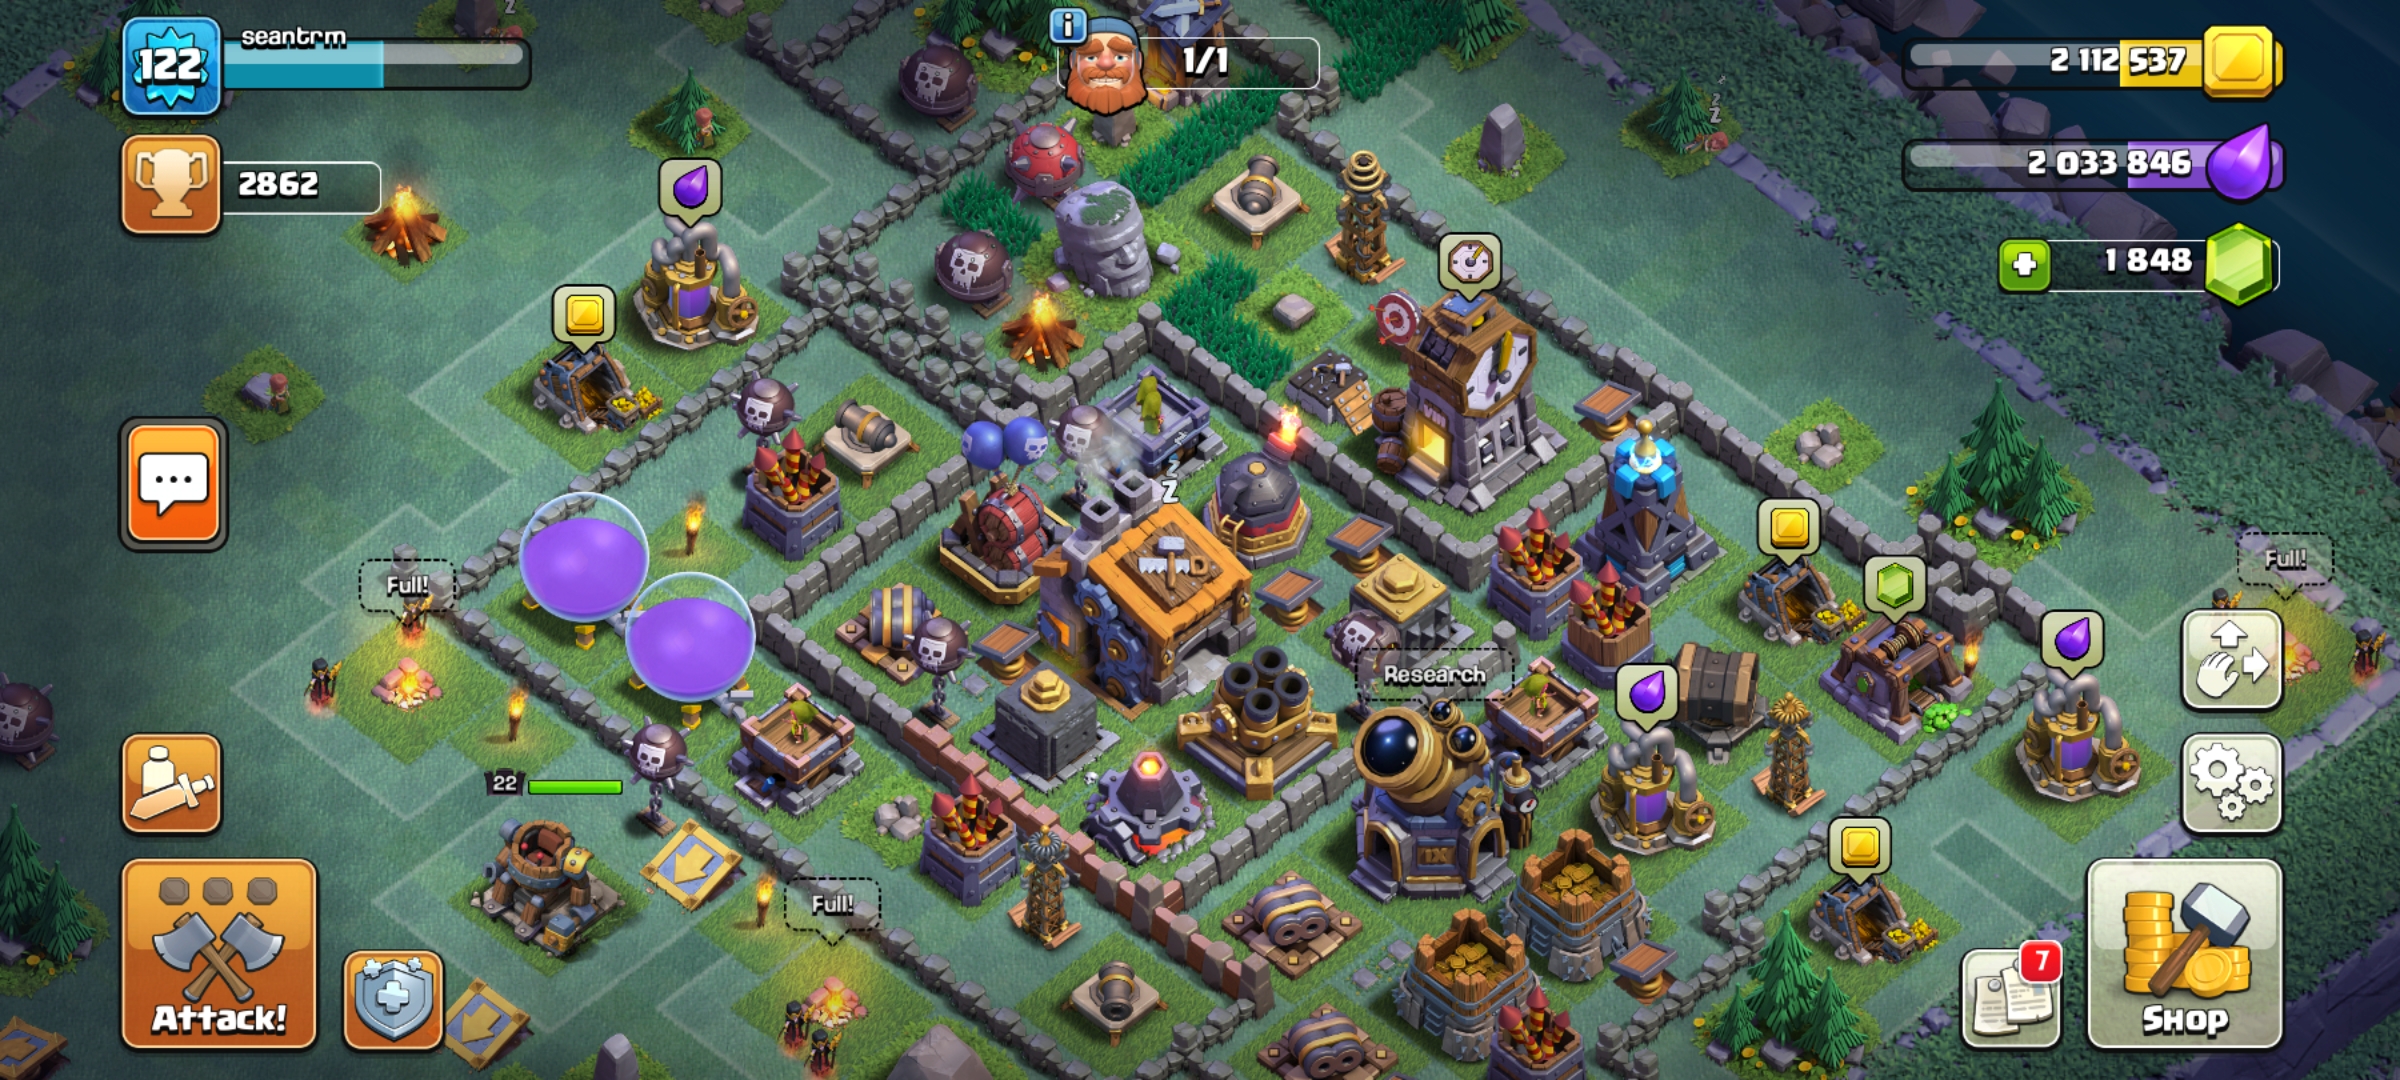 122
seantrm
i
1/1
2 112 537
2862
2 033 846
1 848
Full!
Full!
Research
22
Full!
IX
7
Attack!
Shop